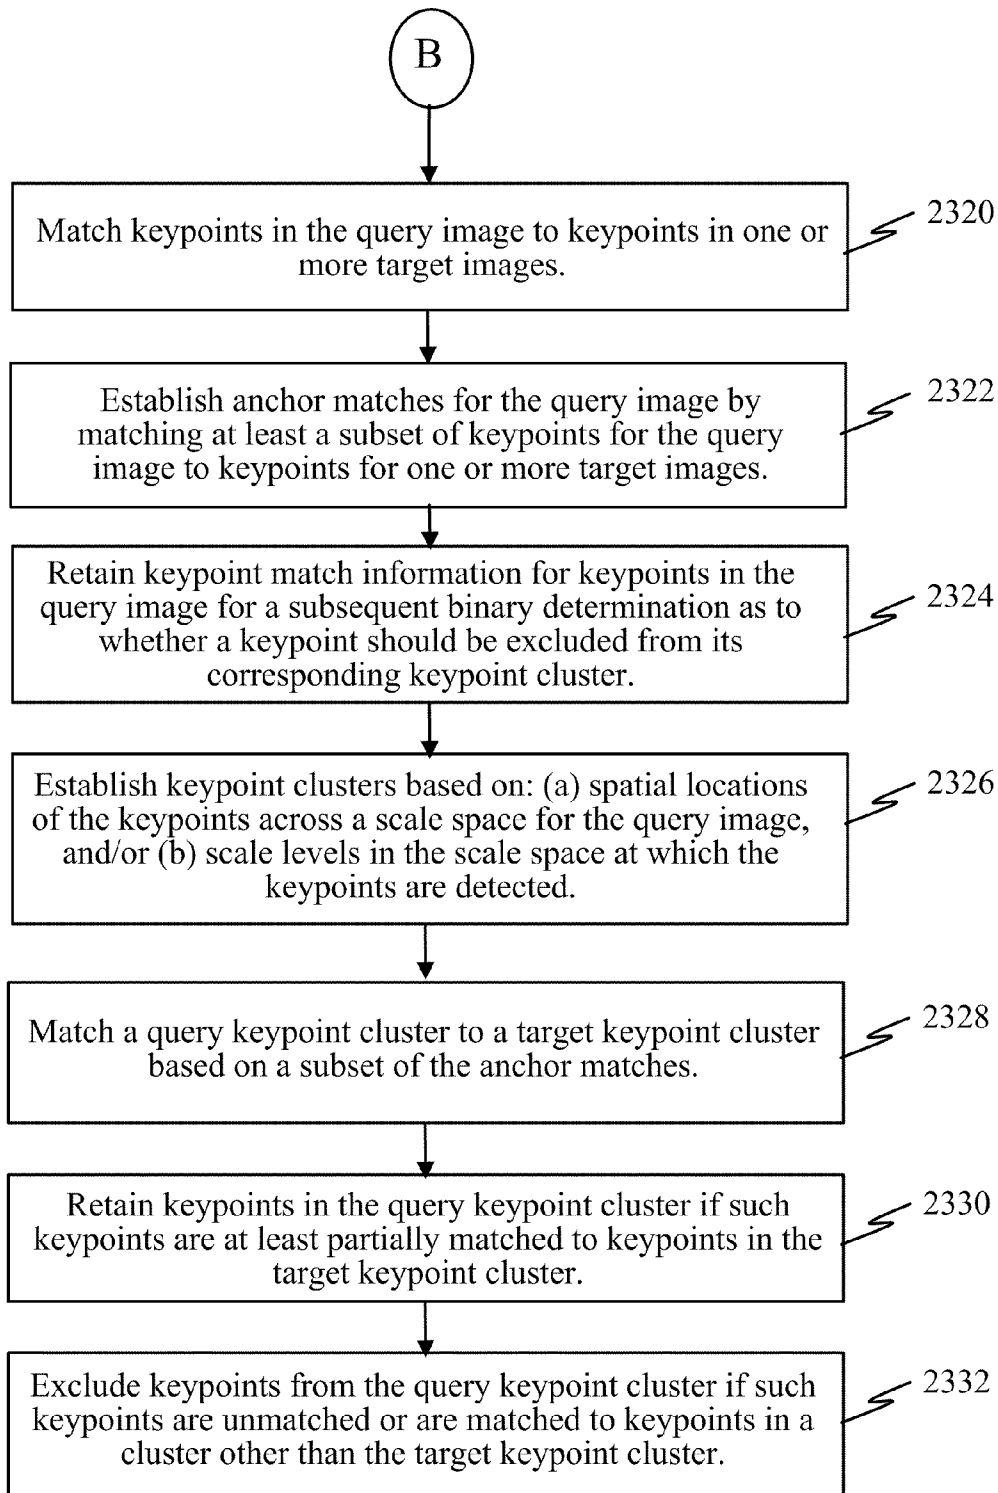 B
Match keypoints in the query image to keypoints in one or
more target images.
2320
Establish anchor matches for the query image by
matching at least a subset of keypoints for the query
image to keypoints for one or more target images.
2322
Retain keypoint match information for keypoints in the
query image for a subsequent binary determination as to
whether a keypoint should be excluded from its
corresponding keypoint cluster.
2324
Establish keypoint clusters based on: (a) spatial locations
of the keypoints across a scale space for the query image,
and/or (b) scale levels in the scale space at which the
keypoints are detected.
2326
Match a query keypoint cluster to a target keypoint cluster
based on a subset of the anchor matches.
2328
Retain keypoints in the query keypoint cluster if such
keypoints are at least partially matched to keypoints in the
target keypoint cluster.
2330
Exclude keypoints from the query keypoint cluster if such
keypoints are unmatched or are matched to keypoints in a
cluster other than the target keypoint cluster.
2332